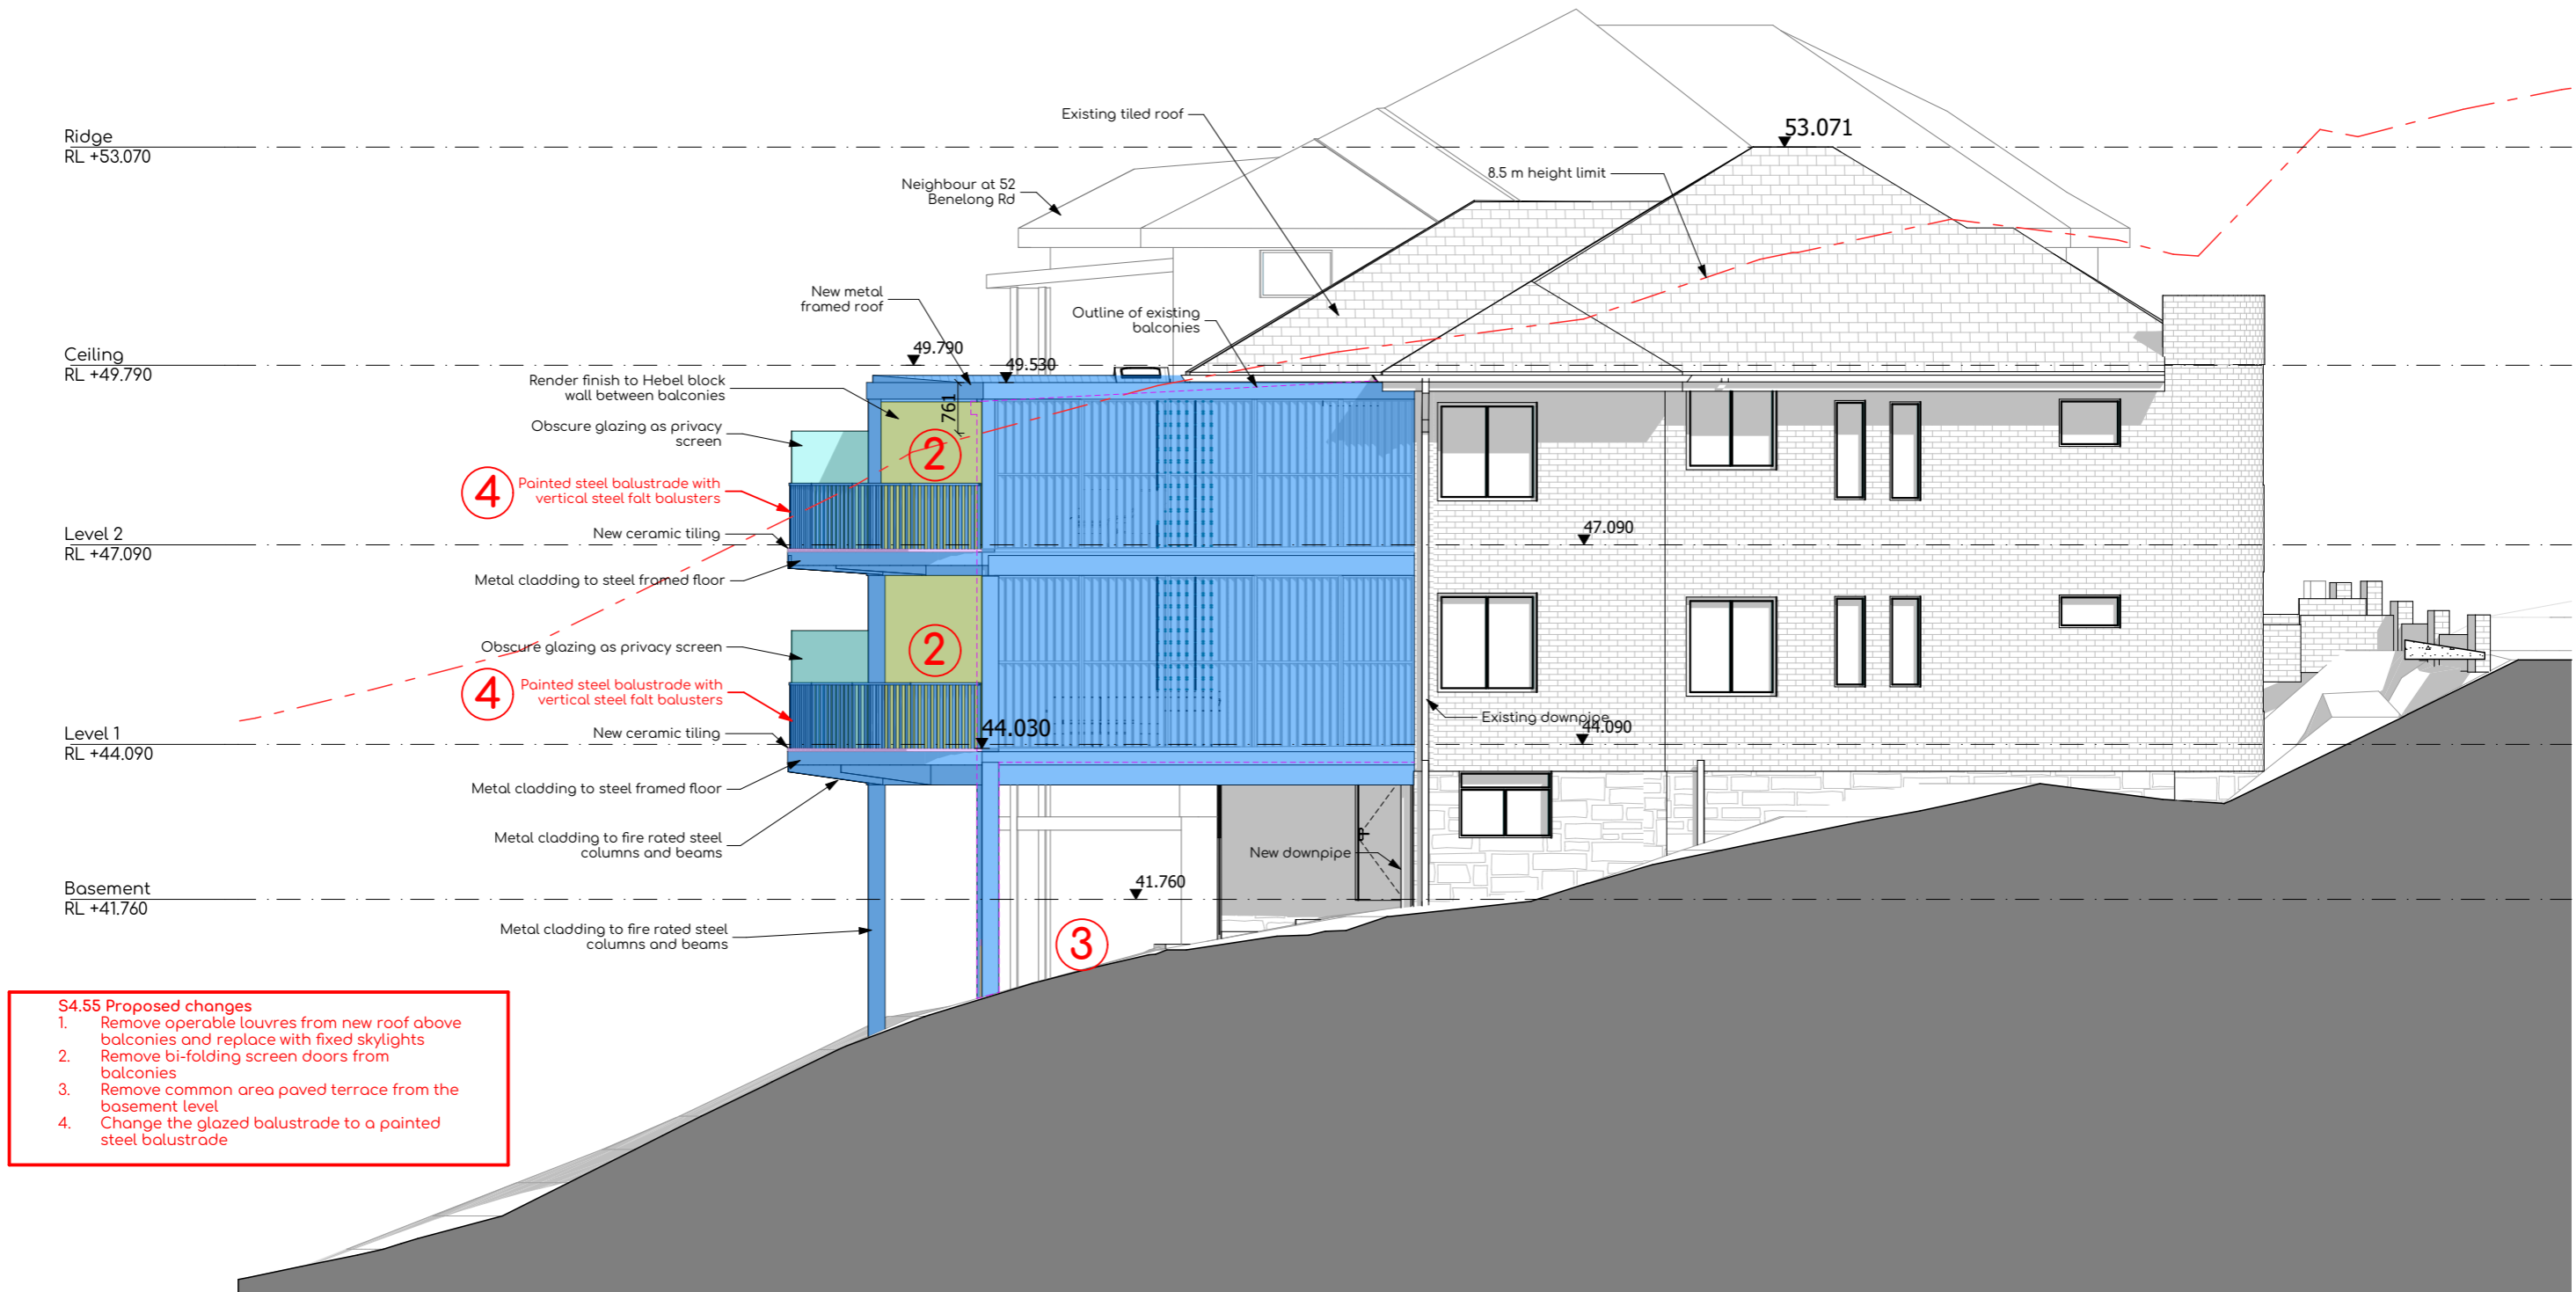 Ridge
RL +53.070
Existing tiled roof
53.071
Neighbour at 52
Benelong Rd
8.5 m height limit
New metal
framed roof
Outline of existing
balconies
Ceiling
RL +49.790
49.790
49.530
Render finish to Hebel block
wall between balconies
761
Obscure glazing as privacy
screen
2
4
Painted steel balustrade with
vertical steel falt balusters
Level 2
RL +47.090
New ceramic tiling
47.090
Metal cladding to steel framed floor
Obscure glazing as privacy screen
2
4
Painted steel balustrade with
vertical steel falt balusters
Existing downpipe
Level 1
RL +44.090
New ceramic tiling
44.030
44.090
Metal cladding to steel framed floor
Metal cladding to fire rated steel
columns and beams
New downpipe
Basement
RL +41.760
41.760
Metal cladding to fire rated steel
columns and beams
3
S4.55 Proposed changes
1. Remove operable louvres from new roof above
balconies and replace with fixed skylights
2. Remove bi-folding screen doors from
balconies
3. Remove common area paved terrace from the
basement level
4. Change the glazed balustrade to a painted
steel balustrade